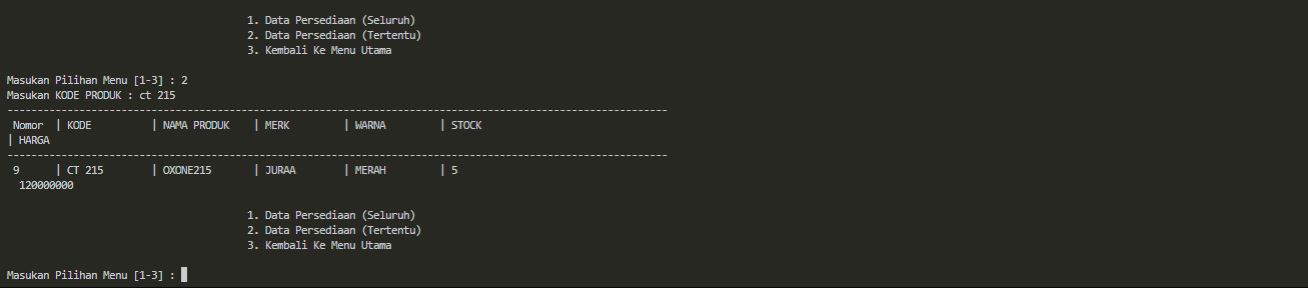 1. Data Persediaan (Seluruh)
2. Data Persediaan (Tertentu)
3. Kembali Ke Menu Utama
Masukan Pilihan Menu [1-3] : 2
Masukan KODE PRODUK : ct 215
--------------------------------------------------------------------------------------------------------------
Nomor | KODE | NAMA PRODUK | MERK | WARNA | STOCK
| HARGA
--------------------------------------------------------------------------------------------------------------
9 | CT 215 | OXONE215 | JURAA | MERAH | 5
120000000
1. Data Persediaan (Seluruh)
2. Data Persediaan (Tertentu)
3. Kembali Ke Menu Utama
Masukan Pilihan Menu [1-3] :